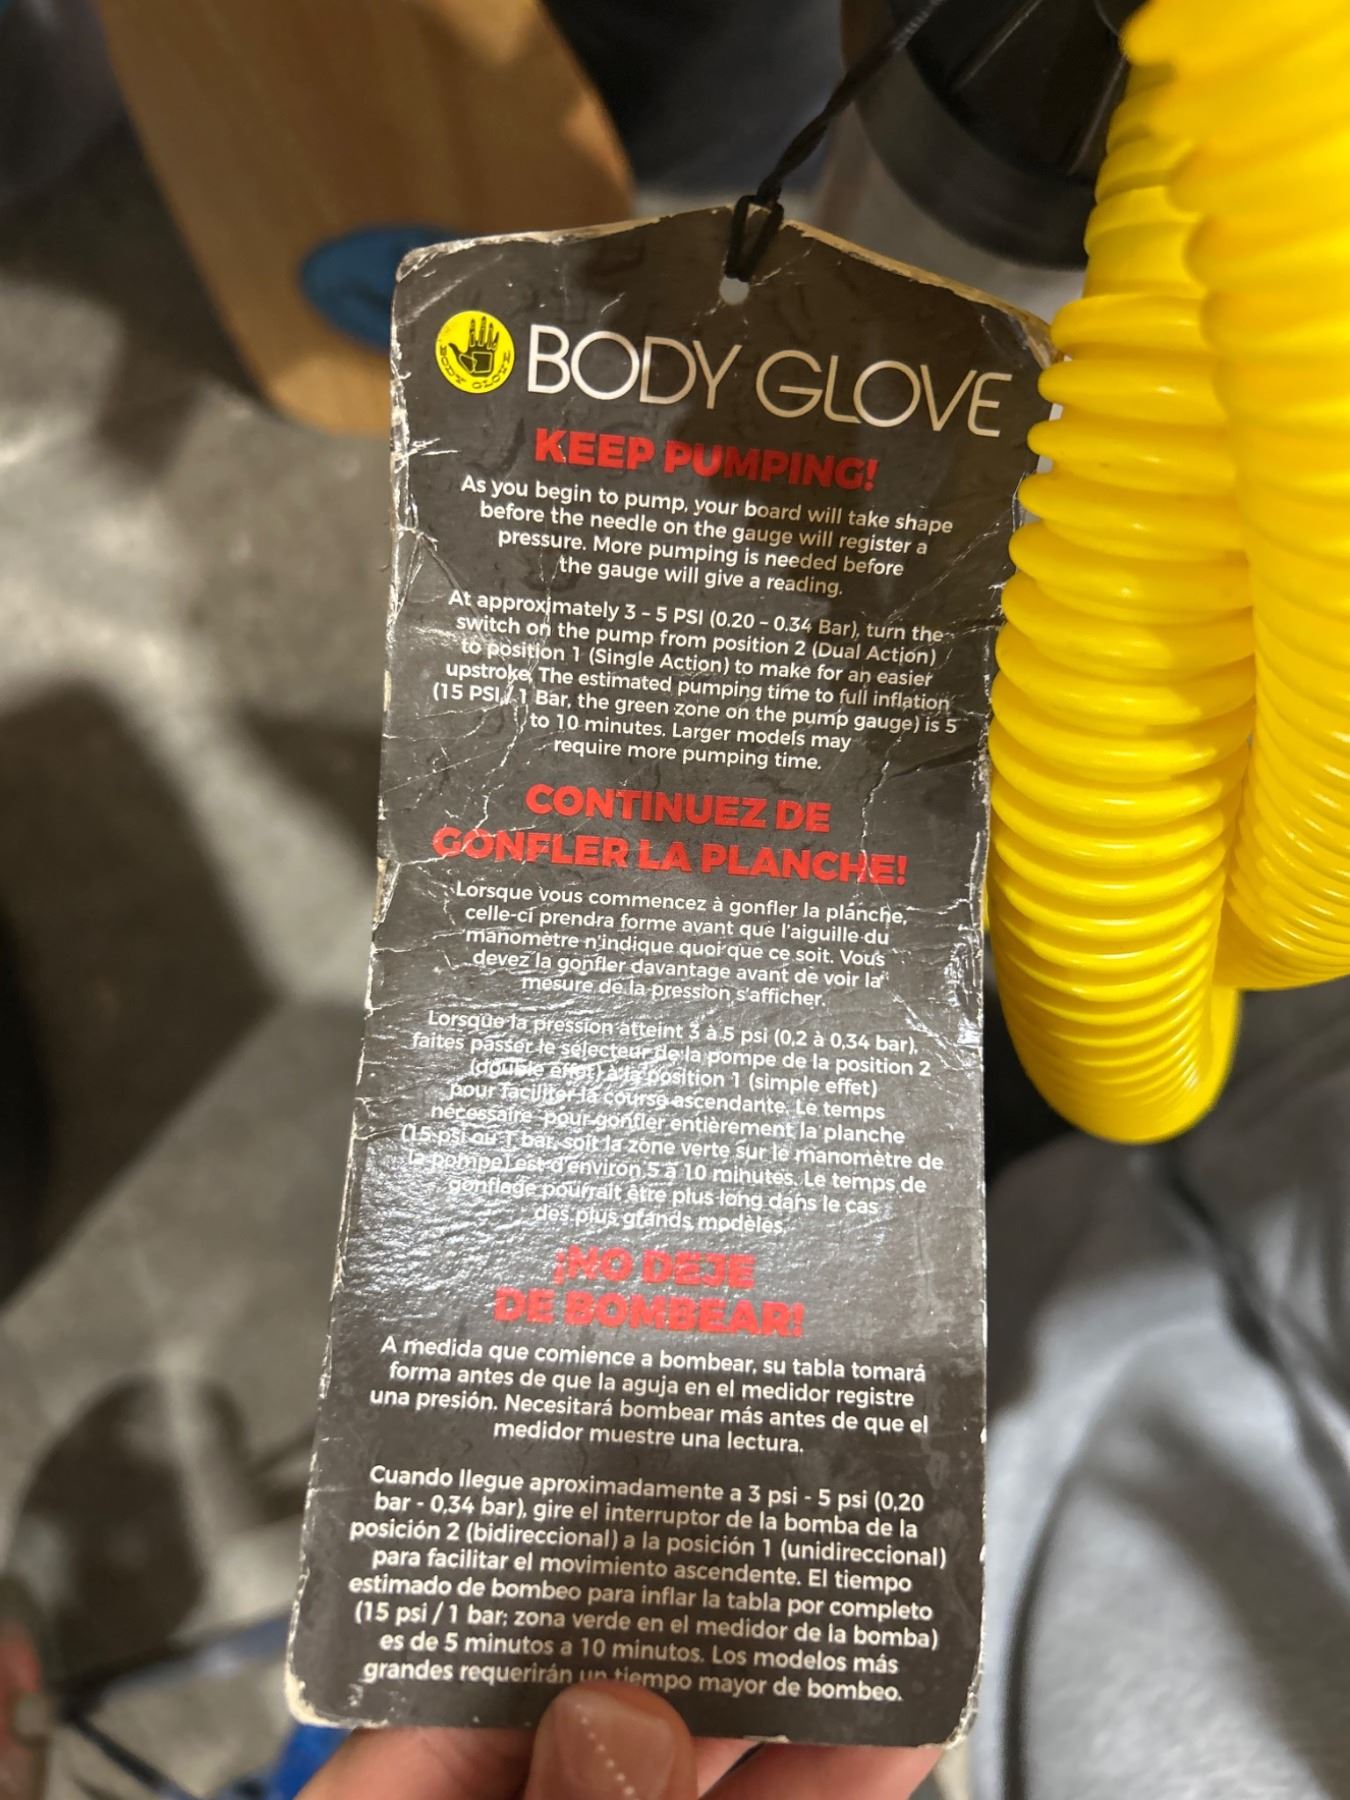 BODY GLOVE
BODY GLOVE
KEEP PUMPING!
As you begin to pump, your board will take shape
before the needle on the gauge will register a
pressure. More pumping is needed before
the gauge will give a reading.
At approximately 3 – 5 PSI (0.20 – 0.34 Bar), turn the
switch on the pump from position 2 (Dual Action)
to position 1 (Single Action) to make for an easier
upstroke. The estimated pumping time to full inflation
(15 PSI / 1 Bar, the green zone on the pump gauge) is 5
to 10 minutes. Larger models may
require more pumping time.
CONTINUEZ DE
GONFLER LA PLANCHE!
Lorsque vous commencez à gonfler la planche,
celle-ci prendra forme avant que l'aiguille du
manomètre n'indique quoi que ce soit. Vous
devez la gonfler davantage avant de voir la
mesure de la pression s'afficher.
Lorsque la pression atteint 3 à 5 psi (0,2 à 0,34 bar),
faites passer le sélecteur de la pompe de la position 2
(double effet) à la position 1 (simple effet)
pour faciliter la course ascendante. Le temps
nécessaire pour gonfler entièrement la planche
(15 psi ou 1 bar, soit la zone verte sur le manomètre de
la pompe) est d'environ 5 à 10 minutes. Le temps de
gonflage pourrait être plus long dans le cas
des plus grands modèles.
¡NO DEJE
DE BOMBEAR!
A medida que comience a bombear, su tabla tomará
forma antes de que la aguja en el medidor registre
una presión. Necesitará bombear más antes de que el
medidor muestre una lectura.
Cuando llegue aproximadamente a 3 psi - 5 psi (0,20
bar - 0,34 bar), gire el interruptor de la bomba de la
posición 2 (bidireccional) a la posición 1 (unidireccional)
para facilitar el movimiento ascendente. El tiempo
estimado de bombeo para inflar la tabla por completo
(15 psi / 1 bar; zona verde en el medidor de la bomba)
es de 5 minutos a 10 minutos. Los modelos más
grandes requerirán un tiempo mayor de bombeo.